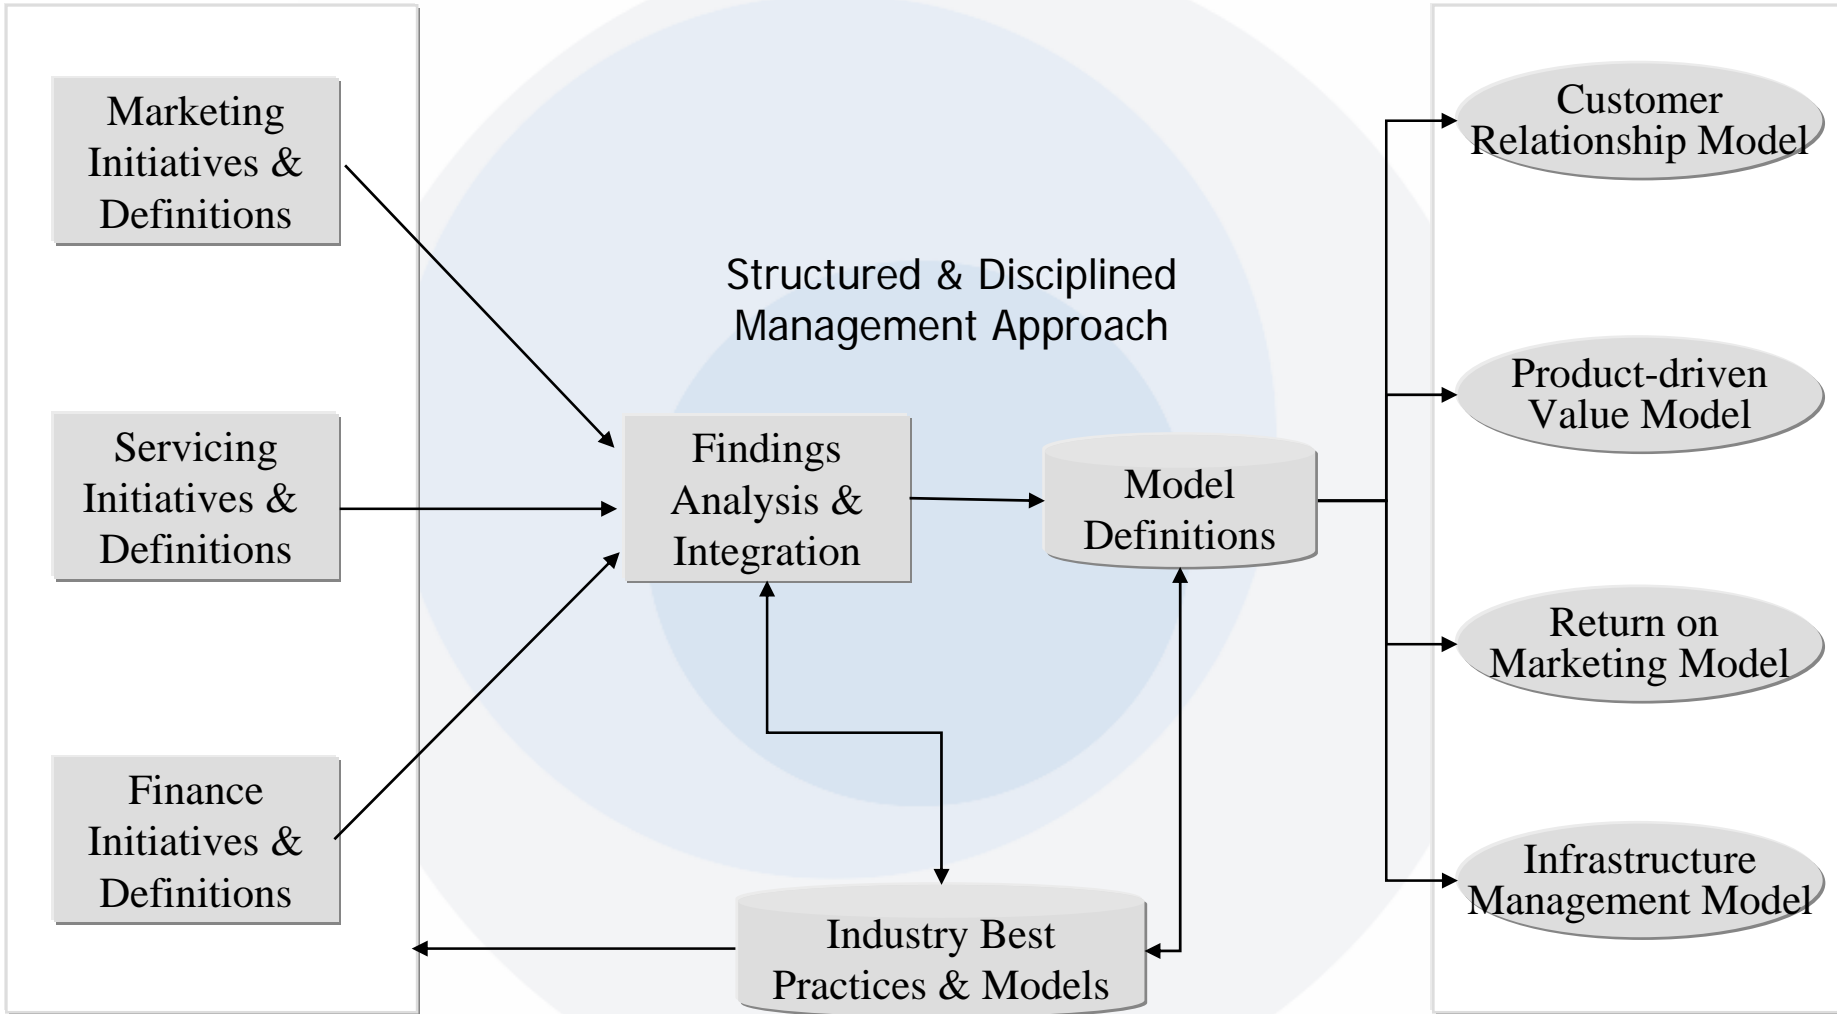 Marketing
Initiatives &
Definitions
Servicing
Initiatives &
Definitions
Finance
Initiatives &
Definitions
Structured & Disciplined
Management Approach
Findings
Analysis &
Integration
Model
Definitions
Industry Best
Practices & Models
Customer
Relationship Model
Product-driven
Value Model
Return on
Marketing Model
Infrastructure
Management Model